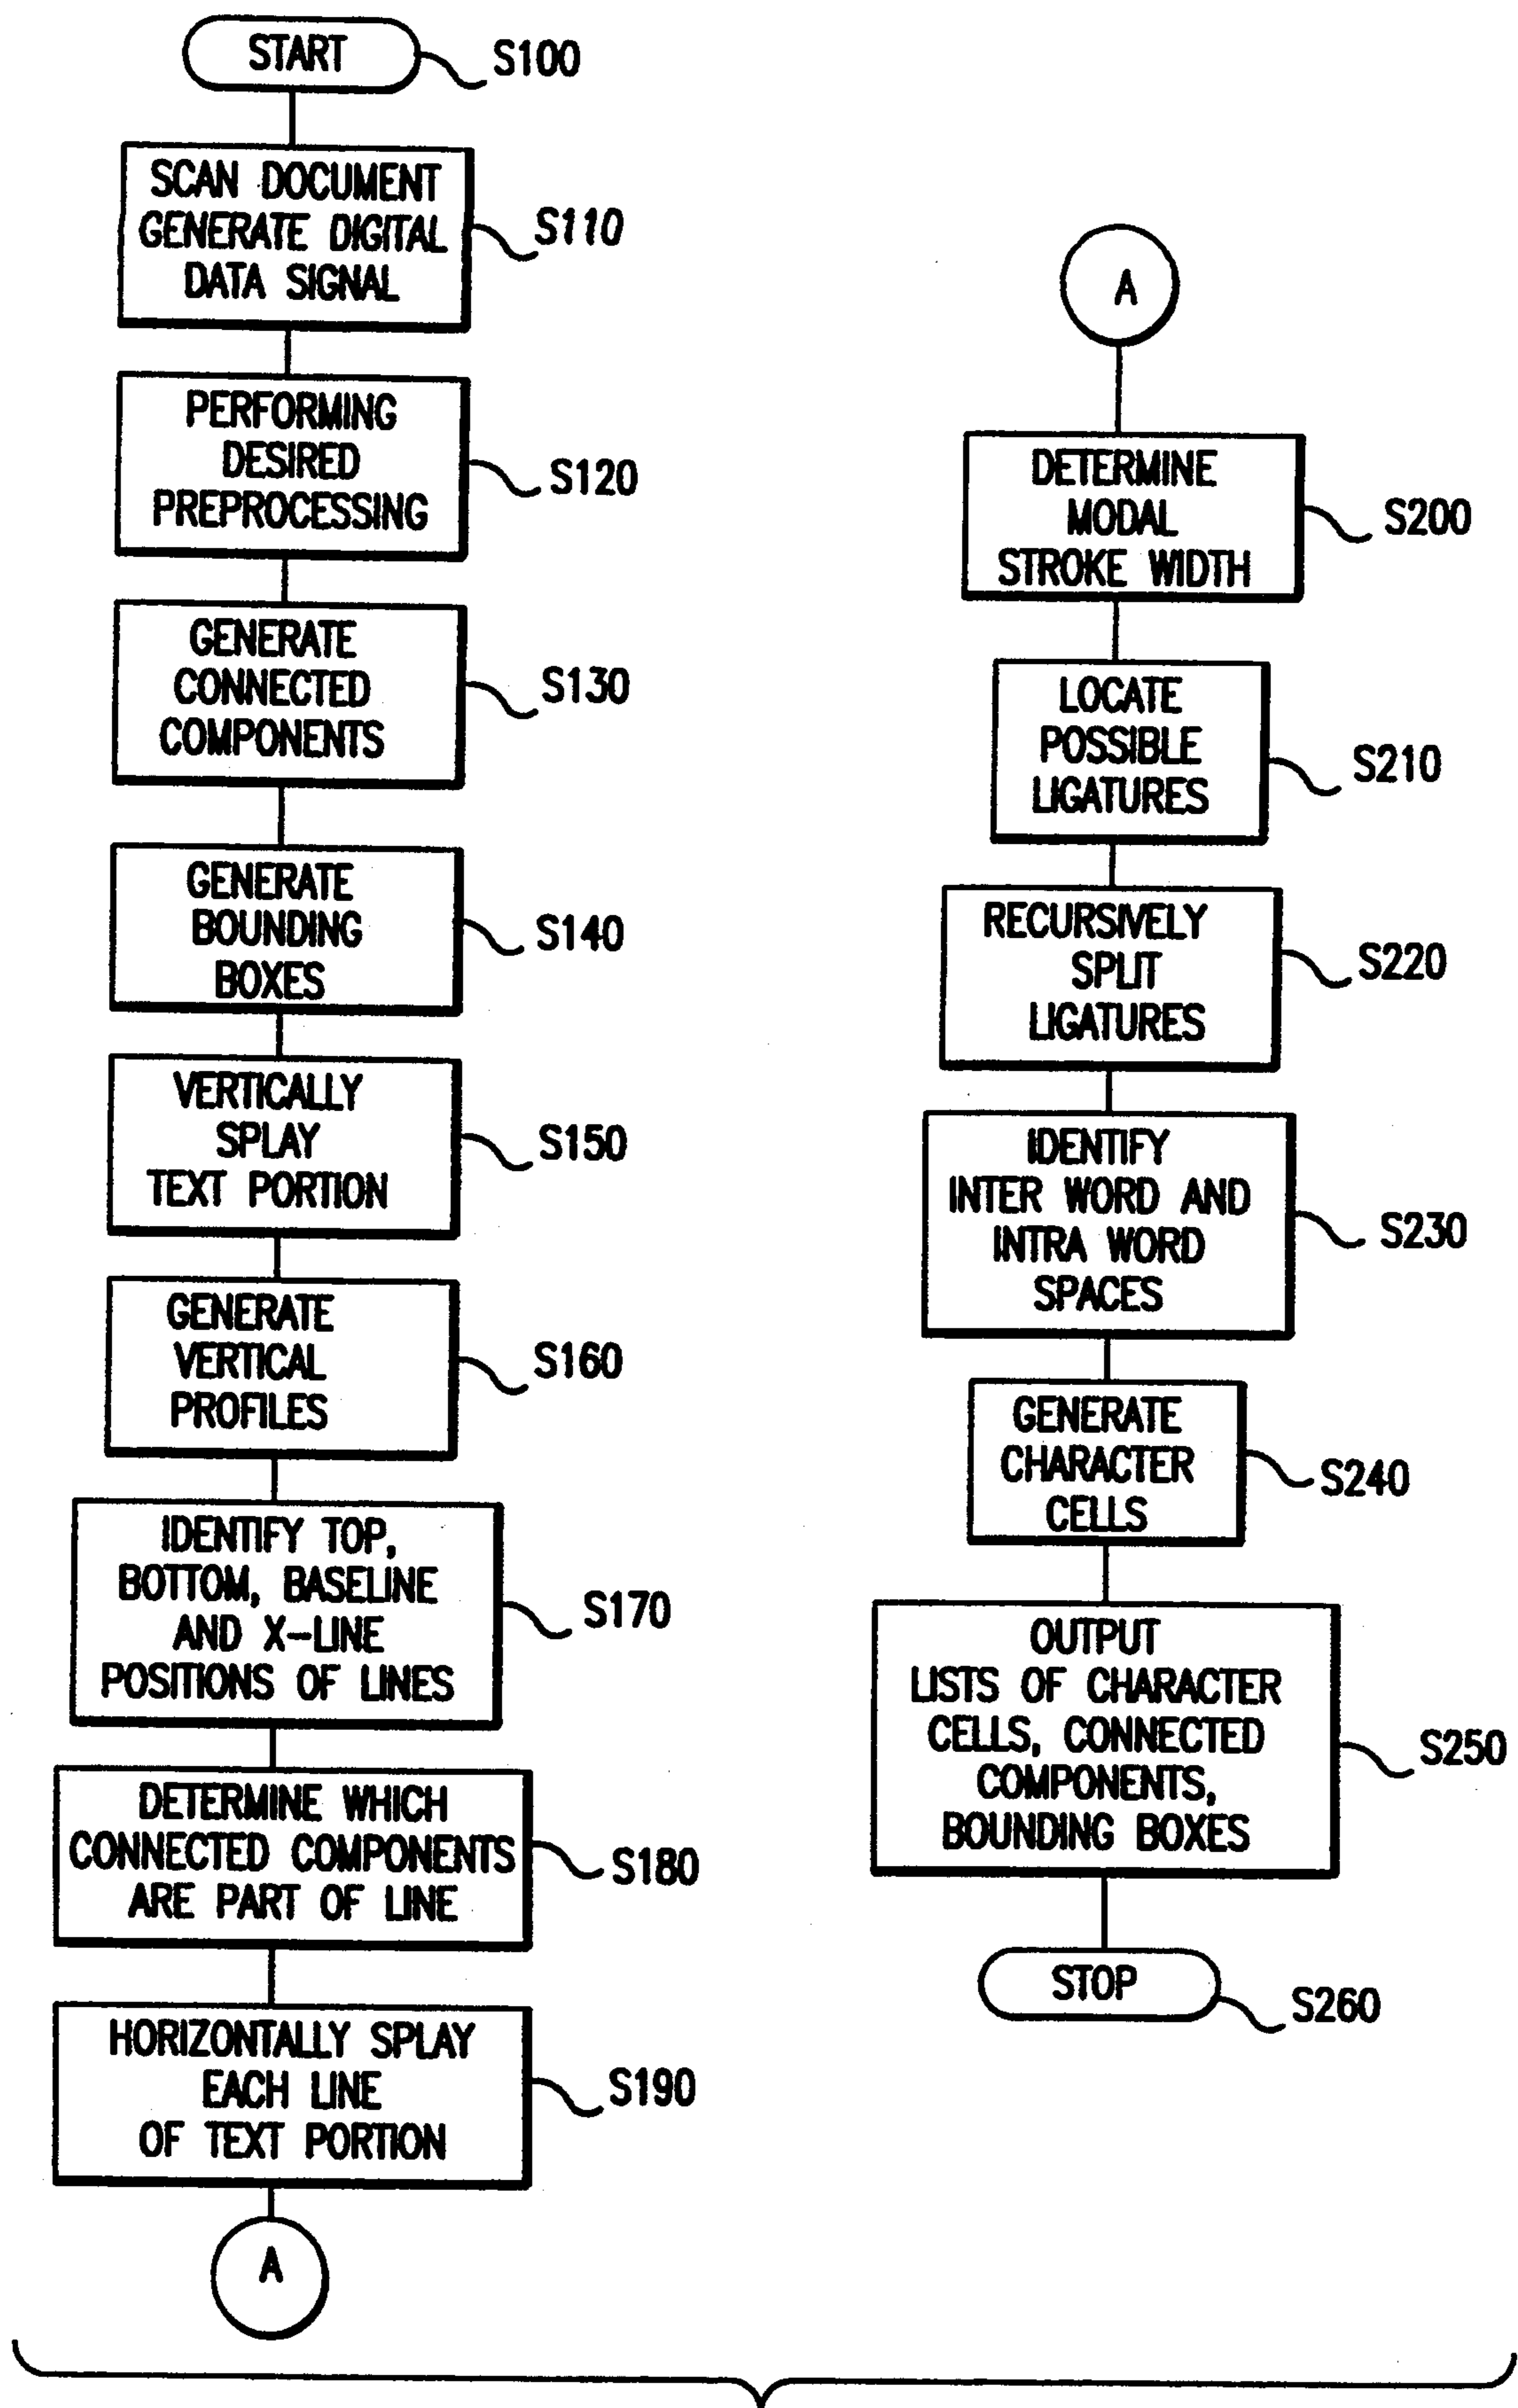 START
S100
SCAN DOCUMENT
GENERATE DIGITAL
DATA SIGNAL
S110
PERFORMING
DESIRED
PREPROCESSING
S120
GENERATE
CONNECTED
COMPONENTS
S130
GENERATE
BOUNDING
BOXES
S140
VERTICALLY
SPLAY
TEXT PORTION
S150
GENERATE
VERTICAL
PROFILES
S160
IDENTIFY TOP,
BOTTOM, BASELINE
AND X-LINE
POSITIONS OF LINES
S170
DETERMINE WHICH
CONNECTED COMPONENTS
ARE PART OF LINE
S180
HORIZONTALLY SPLAY
EACH LINE
OF TEXT PORTION
S190
A
A
DETERMINE
MODAL
STROKE WIDTH
S200
LOCATE
POSSIBLE
LIGATURES
S210
RECURSIVELY
SPLIT
LIGATURES
S220
IDENTIFY
INTER WORD AND
INTRA WORD
SPACES
S230
GENERATE
CHARACTER
CELLS
S240
OUTPUT
LISTS OF CHARACTER
CELLS, CONNECTED
COMPONENTS,
BOUNDING BOXES
S250
STOP
S260